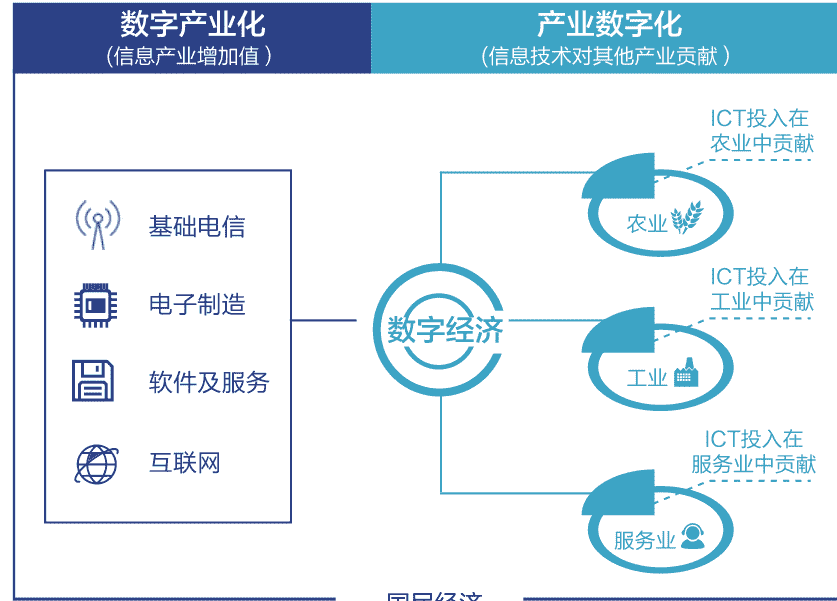 数字产业化
(信息产业增加值)
产业数字化
(信息技术对其他产业贡献)
基础电信
电子制造
软件及服务
互联网
数字经济
ICT投入在
农业中贡献
农业
ICT投入在
工业中贡献
工业
ICT投入在
服务业中贡献
服务业
国民经济